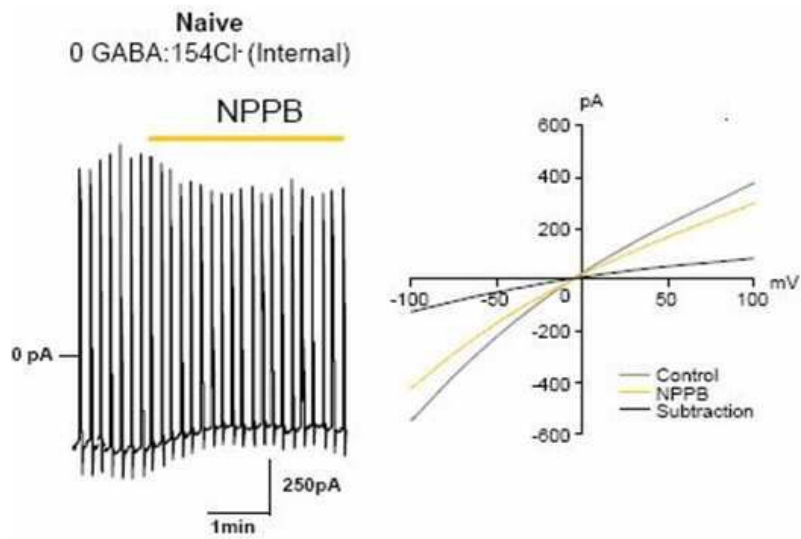 Naive
0 GABA:154Cl- (Internal)
NPPB
0 pA
250pA
1min
pA
600
400
200
mV
-100
-50
0
50
100
-200
-400
-600
Control
NPPB
Subtraction